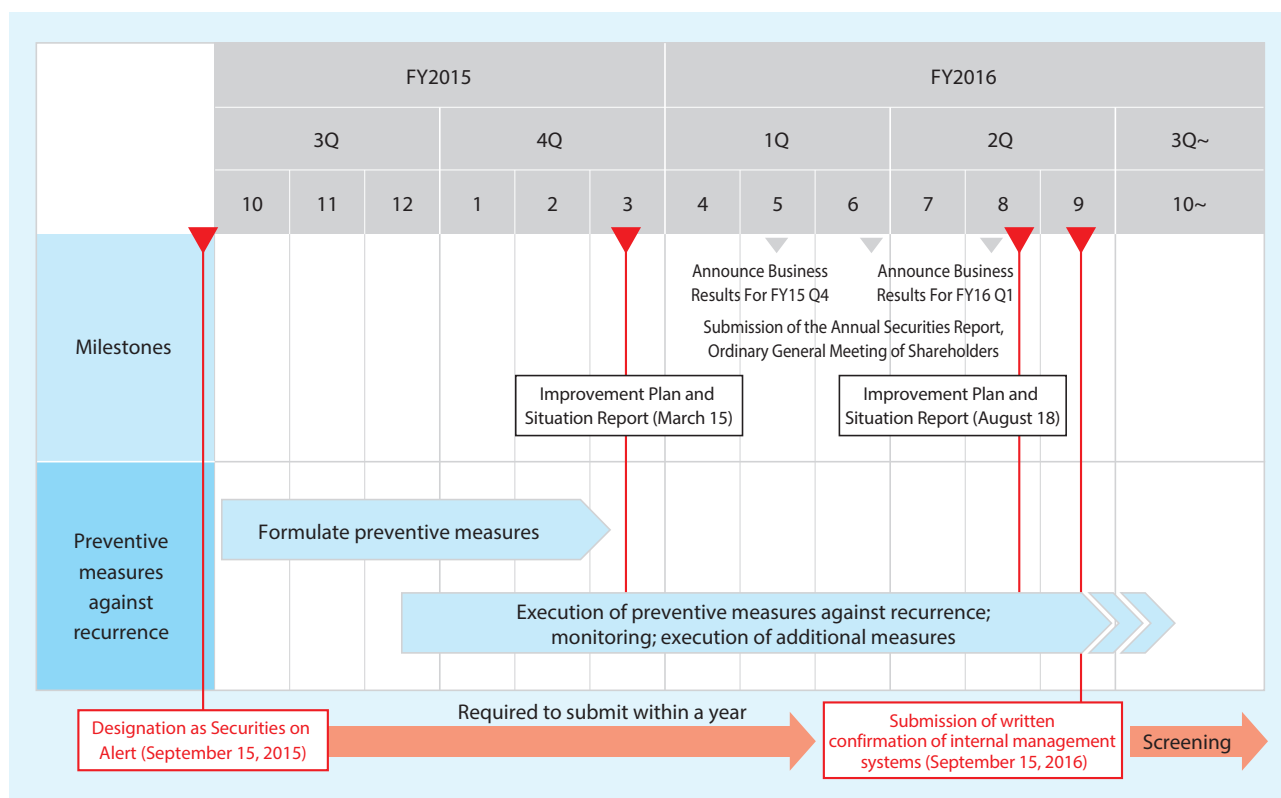 FY2015
FY2016
3Q
4Q
1Q
2Q
3Q~
10
11
12
1
2
3
4
5
6
7
8
9
10~
Milestones
Announce Business
Results For FY15 Q4
Announce Business
Results For FY16 Q1
Submission of the Annual Securities Report,
Ordinary General Meeting of Shareholders
Improvement Plan and
Situation Report (March 15)
Improvement Plan and
Situation Report (August 18)
Preventive
measures
against
recurrence
Formulate preventive measures
Execution of preventive measures against recurrence;
monitoring; execution of additional measures
Designation as Securities on
Alert (September 15, 2015)
Required to submit within a year
Submission of written
confirmation of internal management
systems (September 15, 2016)
Screening